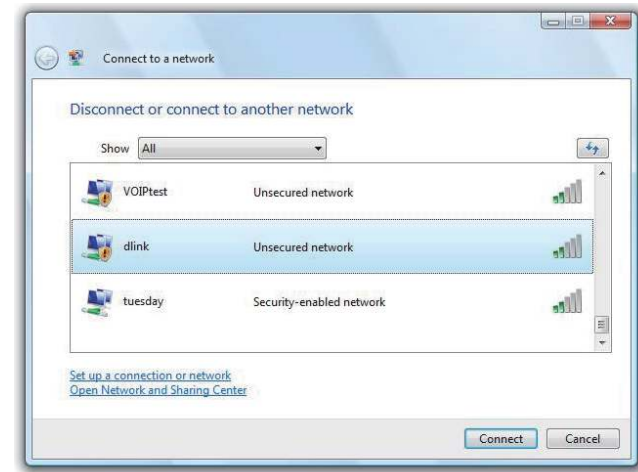 Connect to a network
Disconnect or connect to another network
Show All
VOIPtest Unsecured network
dlink Unsecured network
tuesday Security-enabled network
Set up a connection or network
Open Network and Sharing Center
Connect Cancel